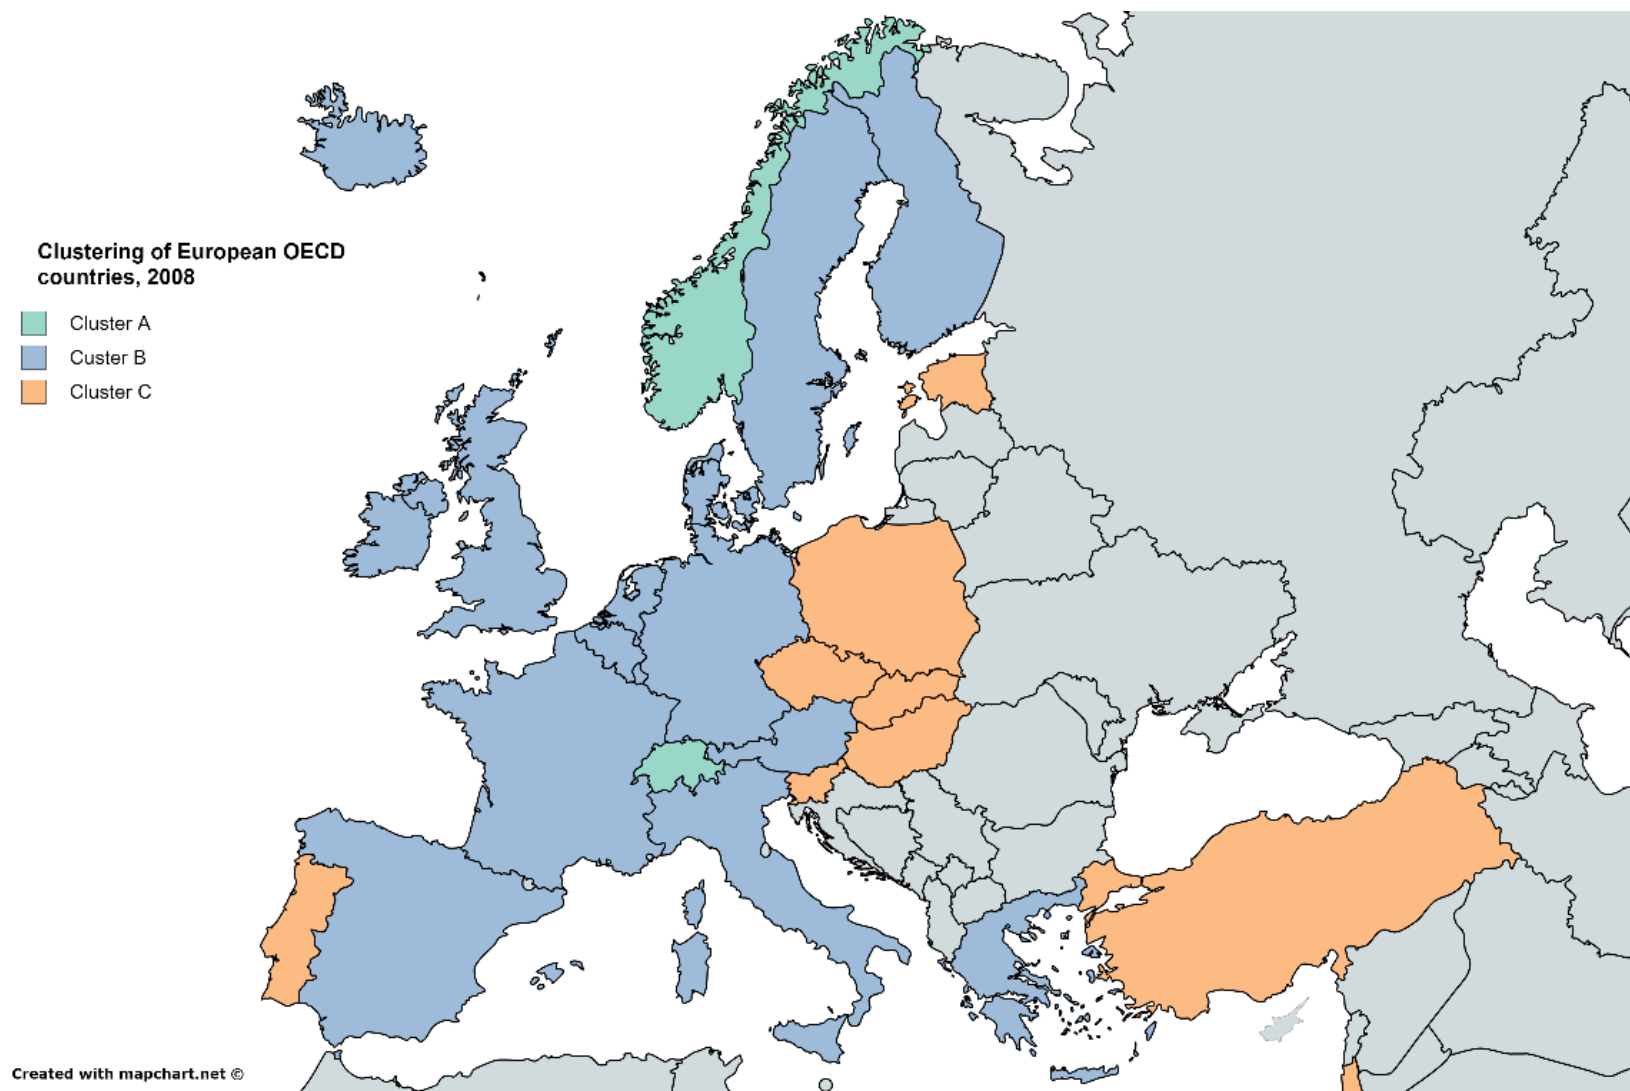 Clustering of European OECD
countries, 2008
Cluster A
Custer B
Cluster C
Created with mapchart.net ©